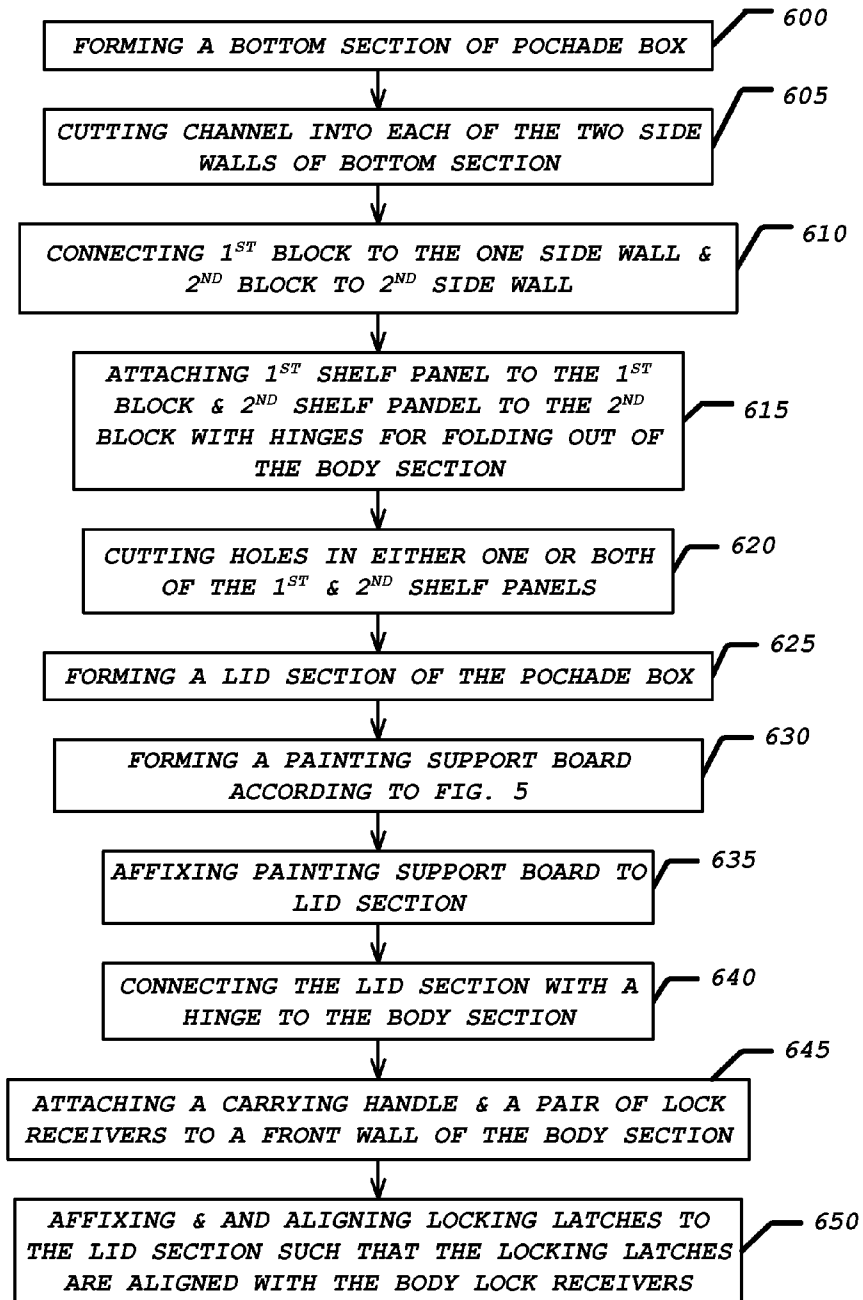 FORMING A BOTTOM SECTION OF POCHADE BOX
600
CUTTING CHANNEL INTO EACH OF THE TWO SIDE
WALLS OF BOTTOM SECTION
605
CONNECTING 1ST BLOCK TO THE ONE SIDE WALL &
2ND BLOCK TO 2ND SIDE WALL
610
ATTACHING 1ST SHELF PANEL TO THE 1ST
BLOCK & 2ND SHELF PANDEL TO THE 2ND
BLOCK WITH HINGES FOR FOLDING OUT OF
THE BODY SECTION
615
CUTTING HOLES IN EITHER ONE OR BOTH
OF THE 1ST & 2ND SHELF PANELS
620
FORMING A LID SECTION OF THE POCHADE BOX
625
FORMING A PAINTING SUPPORT BOARD
ACCORDING TO FIG. 5
630
AFFIXING PAINTING SUPPORT BOARD TO
LID SECTION
635
CONNECTING THE LID SECTION WITH A
HINGE TO THE BODY SECTION
640
ATTACHING A CARRYING HANDLE & A PAIR OF LOCK
RECEIVERS TO A FRONT WALL OF THE BODY SECTION
645
AFFIXING & AND ALIGNING LOCKING LATCHES TO
THE LID SECTION SUCH THAT THE LOCKING LATCHES
ARE ALIGNED WITH THE BODY LOCK RECEIVERS
650